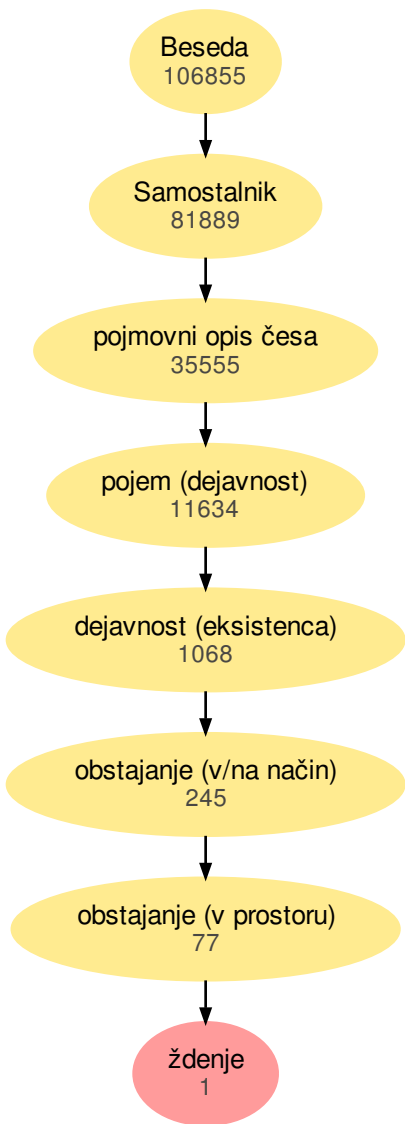 Beseda
106855
Samostalnik
81889
pojmovni opis česa
35555
pojem (dejavnost)
11634
dejavnost (eksistenca)
1068
obstajanje (v/na način)
245
obstajanje (v prostoru)
77
ždenje
1